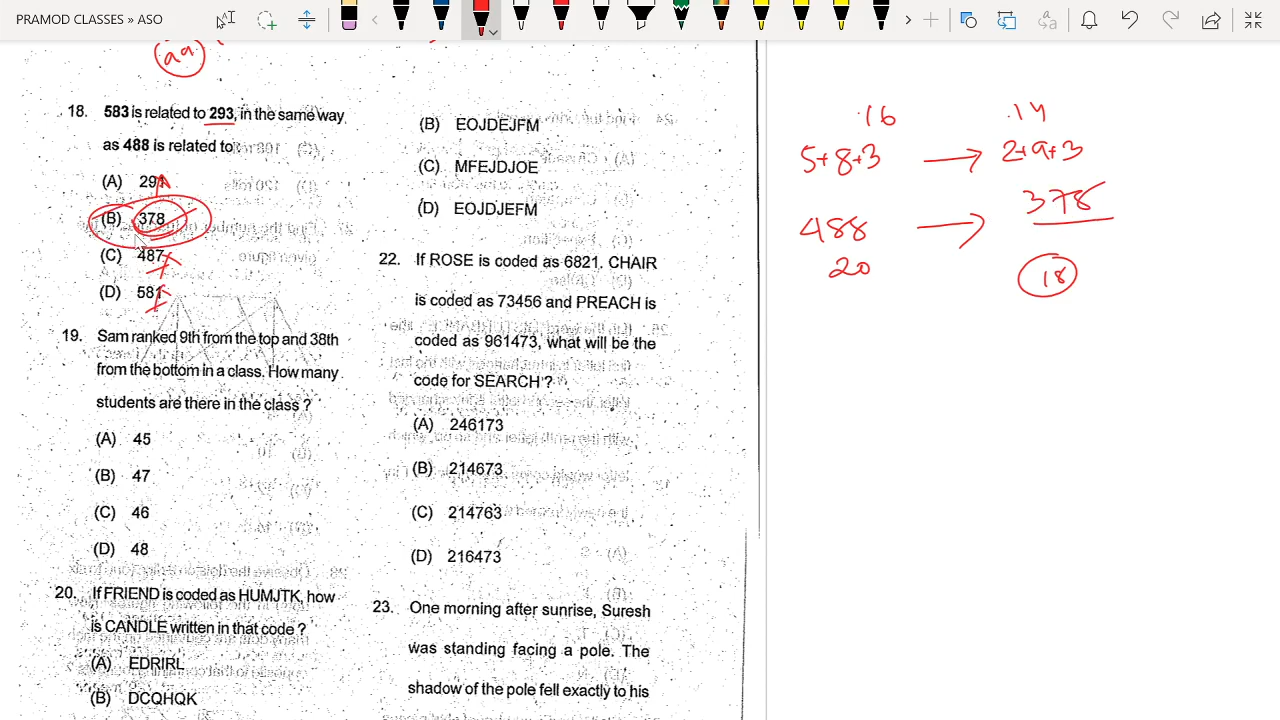 PRAMOD CLASSES » ASO
aa
18. 583 is related to 293, in the same way
as 488 is related to
(A) 291
(B) 378
(C) 487
(D) 581
19. Sam ranked 9th from the top and 38th
from the bottom in a class. How many
students are there in the class ?
(A) 45
(B) 47
(C) 46
(D) 48
20. If FRIEND is coded as HUMJTK, how
is CANDLE written in that code ?
(A) EDRIRL
(B) DCQHQK
(B) EOJDEJFM
(C) MFEJDJOE
(D) EOJDJEFM
22. If ROSE is coded as 6821, CHAIR
is coded as 73456 and PREACH is
coded as 961473, what will be the
code for SEARCH ?
(A) 246173
(B) 214673
(C) 214763
(D) 216473
23. One morning after sunrise, Suresh
was standing facing a pole. The
shadow of the pole fell exactly to his
16 14
5+8+3 → 2+9+3
488 → 378
20 18